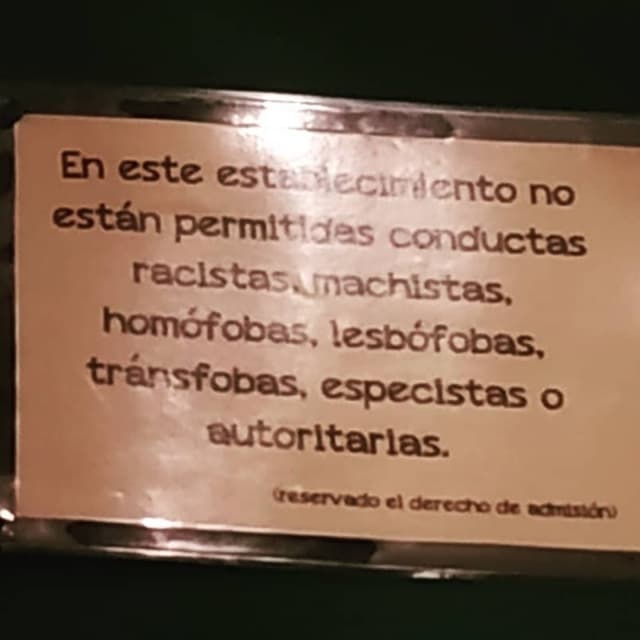 En este establecimiento no
están permitidas conductas
racistas, machistas,
homófobas, lesbófobas,
tránsfobas, especistas o
autoritarias.
(reservado el derecho de admisión)